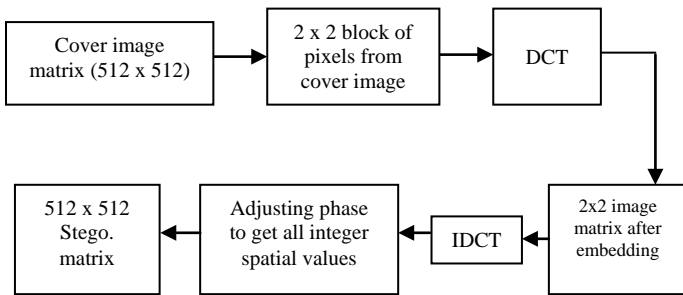 Cover image
matrix (512 x 512)
2 x 2 block of
pixels from
cover image
DCT
2x2 image
matrix after
embedding
IDCT
Adjusting phase
to get all integer
spatial values
512 x 512
Stego.
matrix